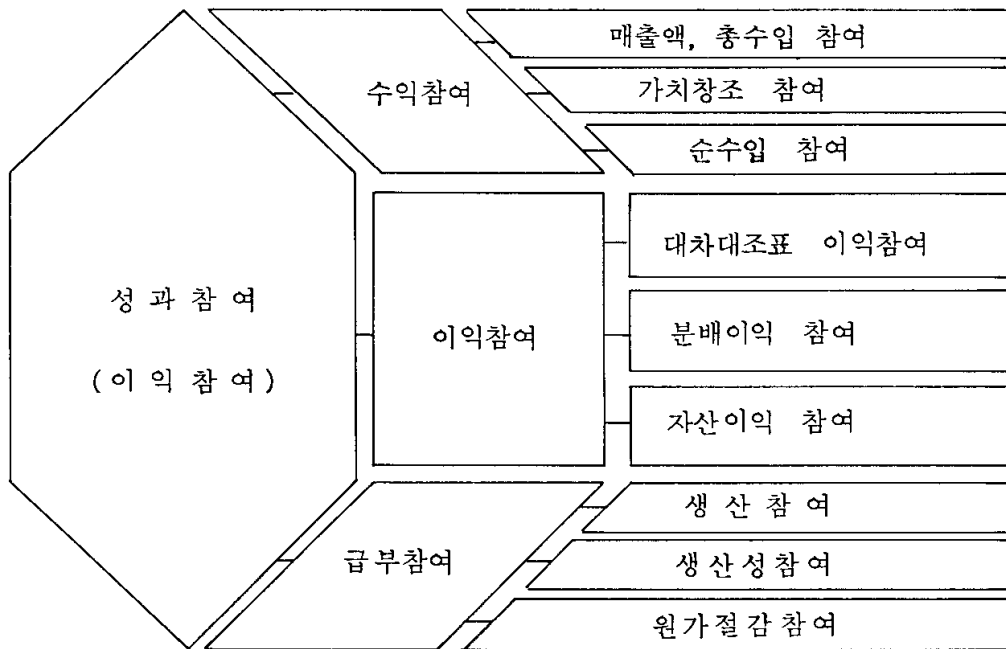 매출액, 총수입 참여
수익참여
가치창조 참여
순수입 참여
대차대조표 이익참여
성과참여
(이익참여)
이익참여
분배이익 참여
자산이익 참여
생산참여
급부참여
생산성참여
원가절감참여